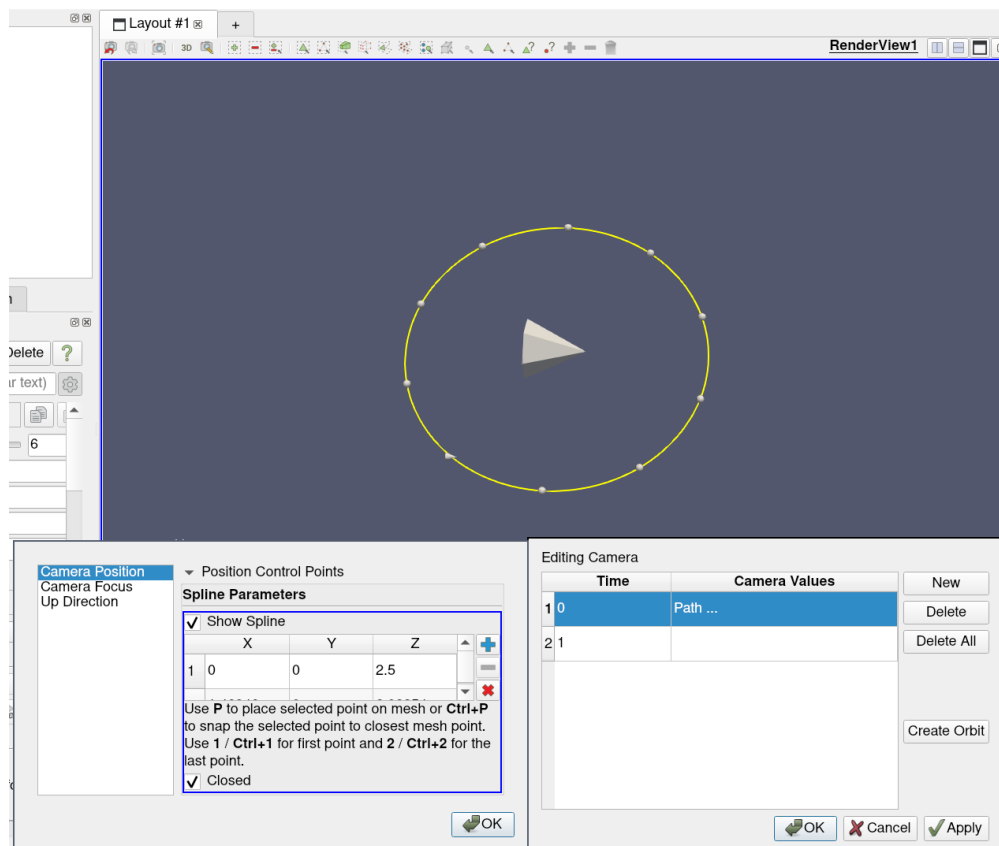 Layout #1
+
3D
RenderView1
Delete
?
ar text)
6
Camera Position
Camera Focus
Up Direction
Position Control Points
Spline Parameters
Show Spline
X Y Z
1 0 0 2.5
Use P to place selected point on mesh or Ctrl+P
to snap the selected point to closest mesh point.
Use 1 / Ctrl+1 for first point and 2 / Ctrl+2 for the
last point.
Closed
OK
Editing Camera
Time Camera Values
1 0 Path ...
2 1
New
Delete
Delete All
Create Orbit
OK Cancel Apply